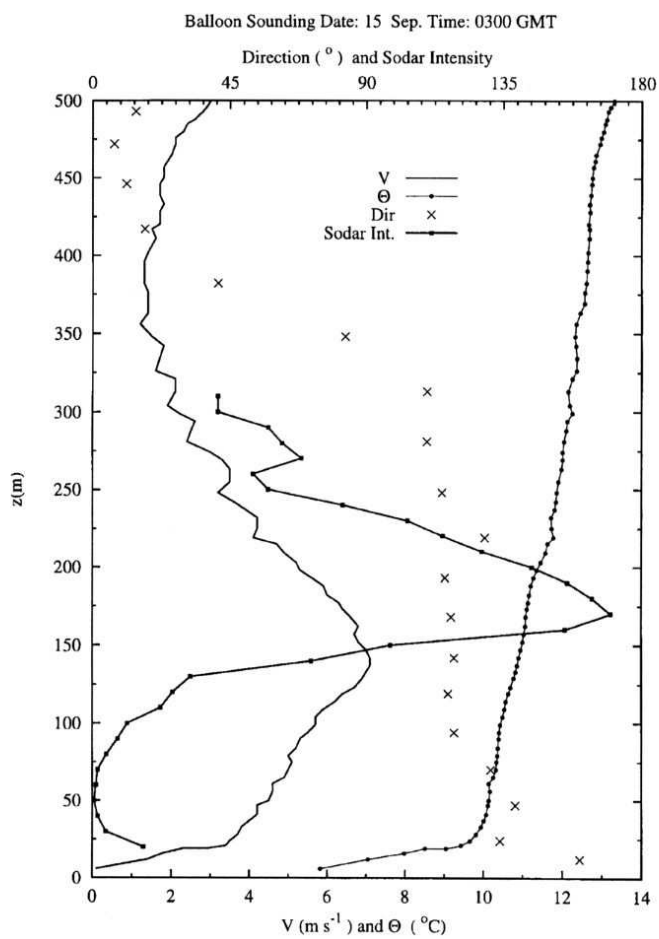 Balloon Sounding Date: 15 Sep. Time: 0300 GMT
Direction ( ° ) and Sodar Intensity
0 45 90 135 180
500
450
400
350
300
250
200
150
100
50
0
z(m)
V
Θ
Dir
Sodar Int.
0 2 4 6 8 10 12 14
V (m s⁻¹) and Θ ( °C)